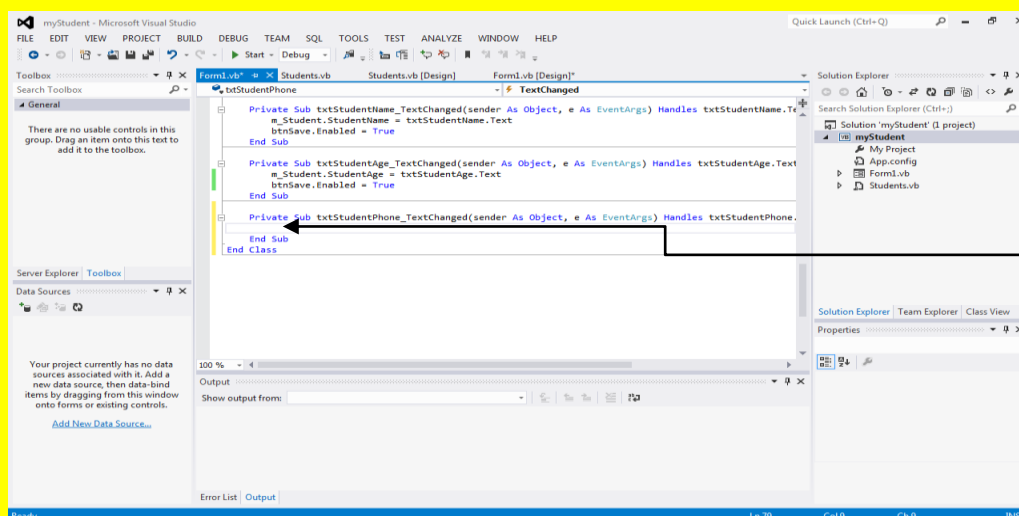 myStudent - Microsoft Visual Studio
Quick Launch (Ctrl+Q)
FILE EDIT VIEW PROJECT BUILD DEBUG TEAM SQL TOOLS TEST ANALYZE WINDOW HELP
Start Debug
Toolbox
Search Toolbox
General
There are no usable controls in this
group. Drag an item onto this text to
add it to the toolbox.
Server Explorer Toolbox
Data Sources
Your project currently has no data
sources associated with it. Add a
new data source, then data-bind
items by dragging from this window
onto forms or existing controls.
Add New Data Source...
Form1.vb* Students.vb Students.vb [Design] Form1.vb [Design]*
txtStudentPhone TextChanged
Private Sub txtStudentName_TextChanged(sender As Object, e As EventArgs) Handles txtStudentName.Te
m_Student.StudentName = txtStudentName.Text
btnSave.Enabled = True
End Sub
Private Sub txtStudentAge_TextChanged(sender As Object, e As EventArgs) Handles txtStudentAge.Text
m_Student.StudentAge = txtStudentAge.Text
btnSave.Enabled = True
End Sub
Private Sub txtStudentPhone_TextChanged(sender As Object, e As EventArgs) Handles txtStudentPhone.
End Sub
End Class
100 %
Output
Show output from:
Error List Output
Solution Explorer
Search Solution Explorer (Ctrl+;)
Solution 'myStudent' (1 project)
myStudent
My Project
App.config
Form1.vb
Students.vb
Solution Explorer Team Explorer Class View
Properties
Ready Ln 79 Col 9 Ch 9 INS